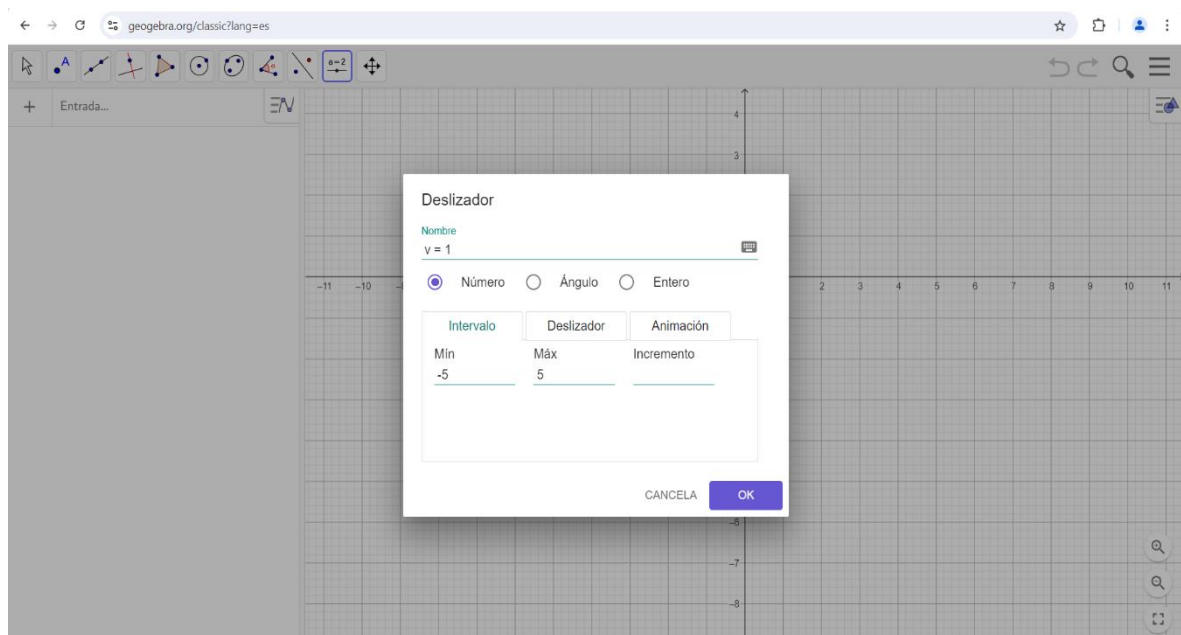 geogebra.org/classic?lang=es
A
a=2
+ Entrada...
4
3
Deslizador
Nombre
v = 1
Número Ángulo Entero
-11 -10 2 3 4 5 6 7 8 9 10 11
Intervalo Deslizador Animación
Mín Máx Incremento
-5 5
CANCELA OK
-6
-7
-8